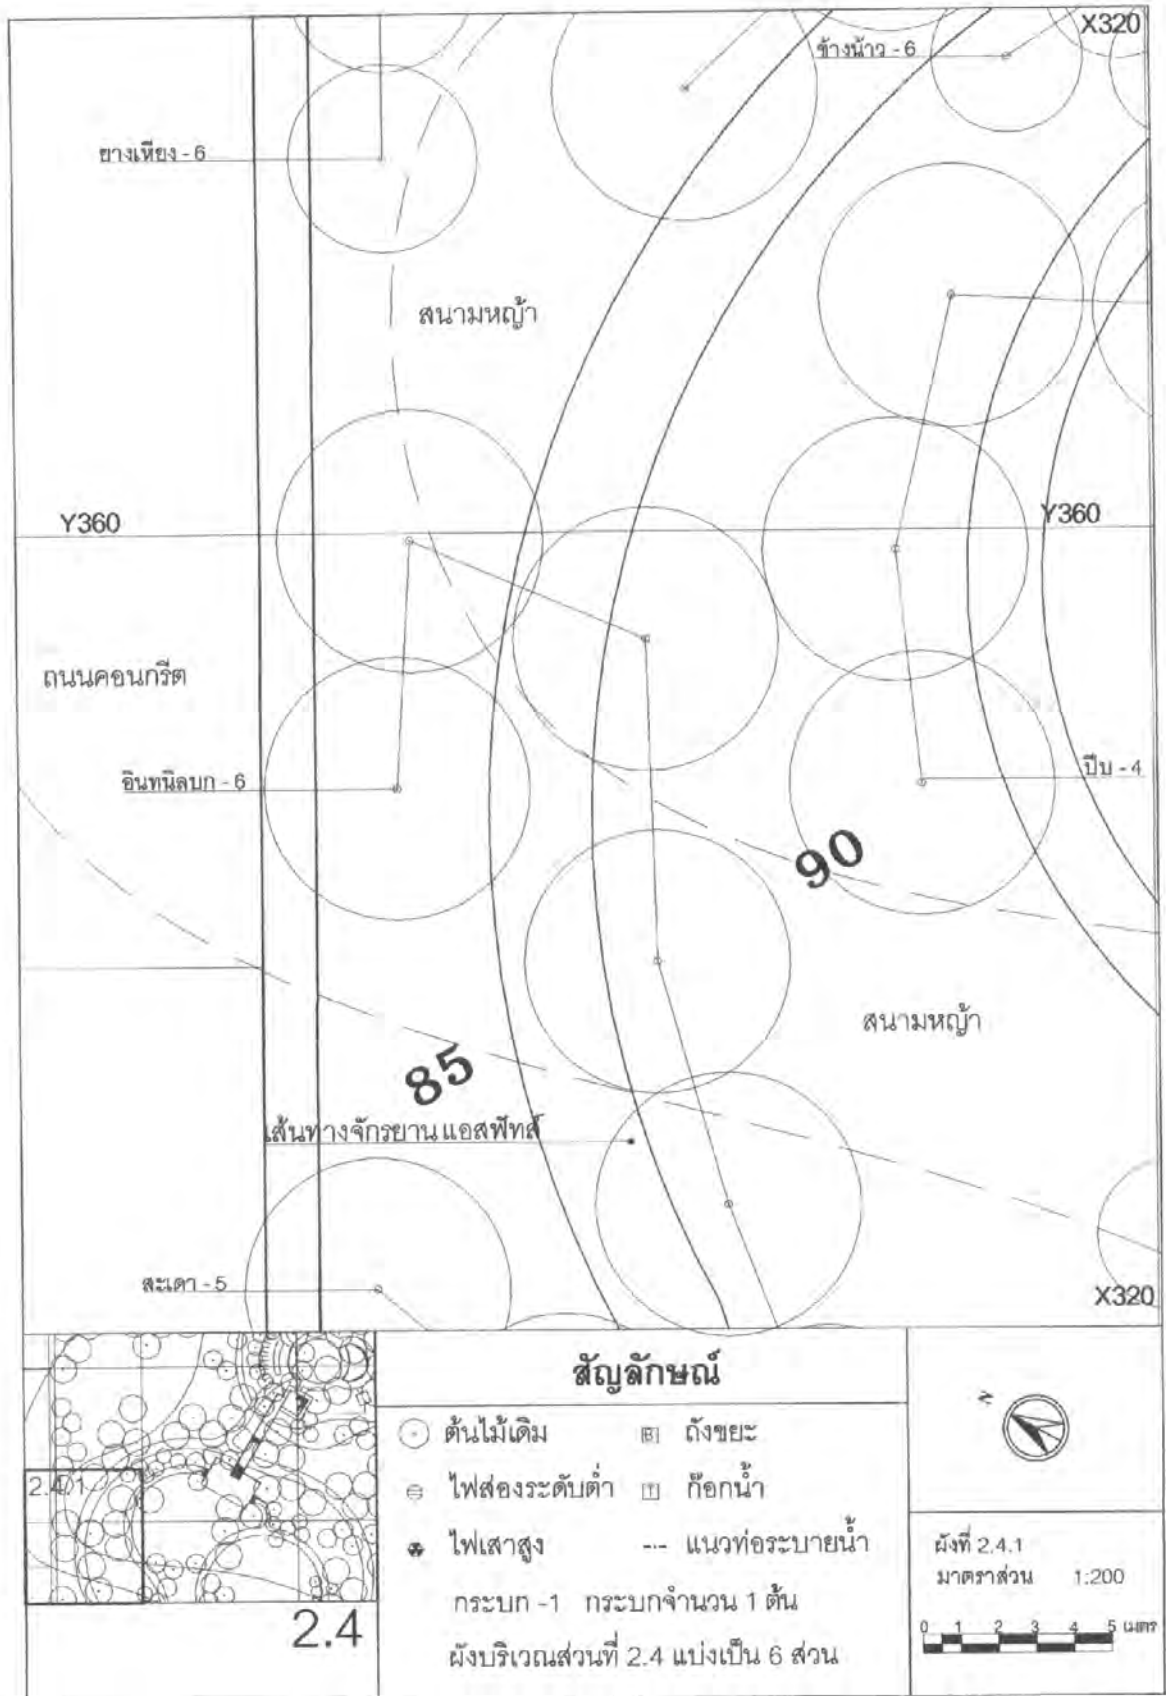 X320
ช้างน้าว - 6
ยางเหียง - 6
สนามหญ้า
Y360
Y360
ถนนคอนกรีต
อินทนิลบก - 6
ปีบ - 4
90
สนามหญ้า
85
เส้นทางจักรยาน แอสฟัทส์
สะเดา - 5
X320
สัญลักษณ์
N
ต้นไม้เดิม
B ถังขยะ
2.4.1
ไฟส่องระดับต่ำ
T ก๊อกน้ำ
ไฟเสาสูง
แนวท่อระบายน้ำ
กระบก -1 กระบกจำนวน 1 ต้น
ผังบริเวณส่วนที่ 2.4 แบ่งเป็น 6 ส่วน
2.4
ผังที่ 2.4.1
มาตราส่วน 1:200
0 1 2 3 4 5 เมตร